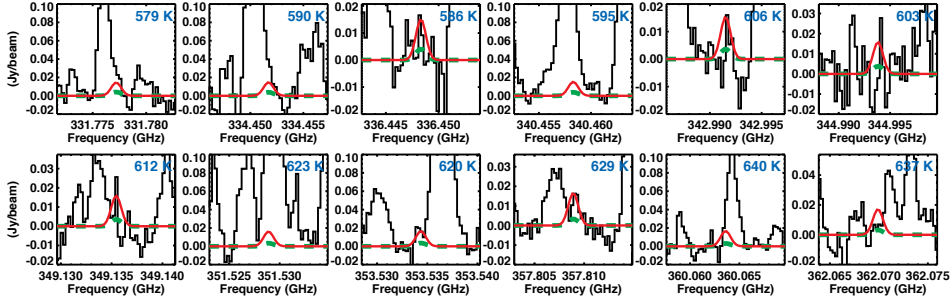 579 K
590 K
586 K
595 K
606 K
603 K
(Jy/beam)
0.10
0.08
0.06
0.04
0.02
0.00
-0.02
331.775 331.780
Frequency (GHz)
0.10
0.08
0.06
0.04
0.02
0.00
-0.02
334.450 334.455
Frequency (GHz)
0.02
0.01
0.00
-0.01
-0.02
336.445 336.450
Frequency (GHz)
0.10
0.08
0.06
0.04
0.02
0.00
-0.02
340.455 340.460
Frequency (GHz)
0.02
0.01
0.00
-0.01
-0.02
342.990 342.995
Frequency (GHz)
0.03
0.02
0.01
0.00
-0.01
-0.02
344.990 344.995
Frequency (GHz)
612 K
623 K
620 K
629 K
640 K
637 K
(Jy/beam)
0.03
0.02
0.01
0.00
-0.01
-0.02
349.130 349.135 349.140
Frequency (GHz)
0.10
0.08
0.06
0.04
0.02
0.00
-0.02
351.525 351.530
Frequency (GHz)
0.10
0.08
0.06
0.04
0.02
0.00
-0.02
353.530 353.535 353.540
Frequency (GHz)
0.03
0.02
0.01
0.00
-0.01
-0.02
357.805 357.810
Frequency (GHz)
0.10
0.08
0.06
0.04
0.02
0.00
-0.02
360.060 360.065
Frequency (GHz)
0.04
0.02
0.00
-0.02
362.065 362.070 362.075
Frequency (GHz)